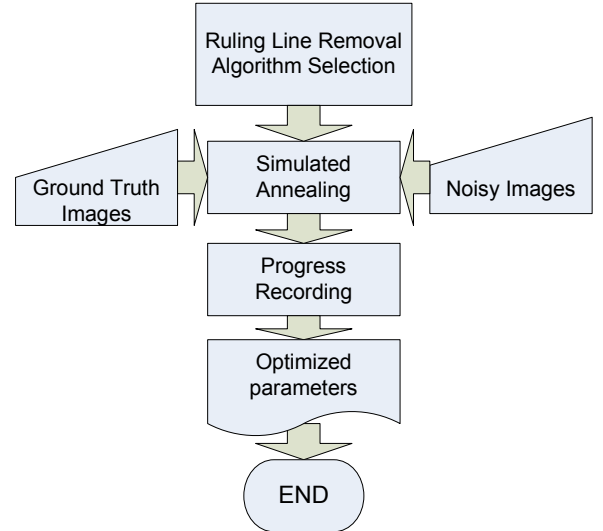 Ruling Line Removal
Algorithm Selection
Simulated
Annealing
Ground Truth
Images
Noisy Images
Progress
Recording
Optimized
parameters
END